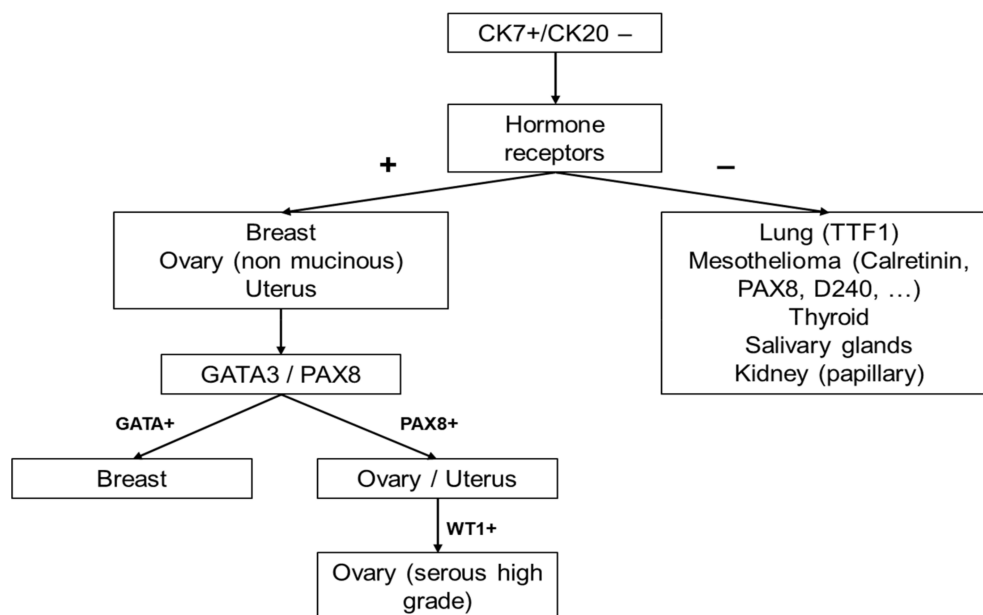 CK7+/CK20 –
Hormone
receptors
+
–
Breast
Ovary (non mucinous)
Uterus
Lung (TTF1)
Mesothelioma (Calretinin,
PAX8, D240, …)
Thyroid
Salivary glands
Kidney (papillary)
GATA3 / PAX8
GATA+
PAX8+
Breast
Ovary / Uterus
WT1+
Ovary (serous high
grade)